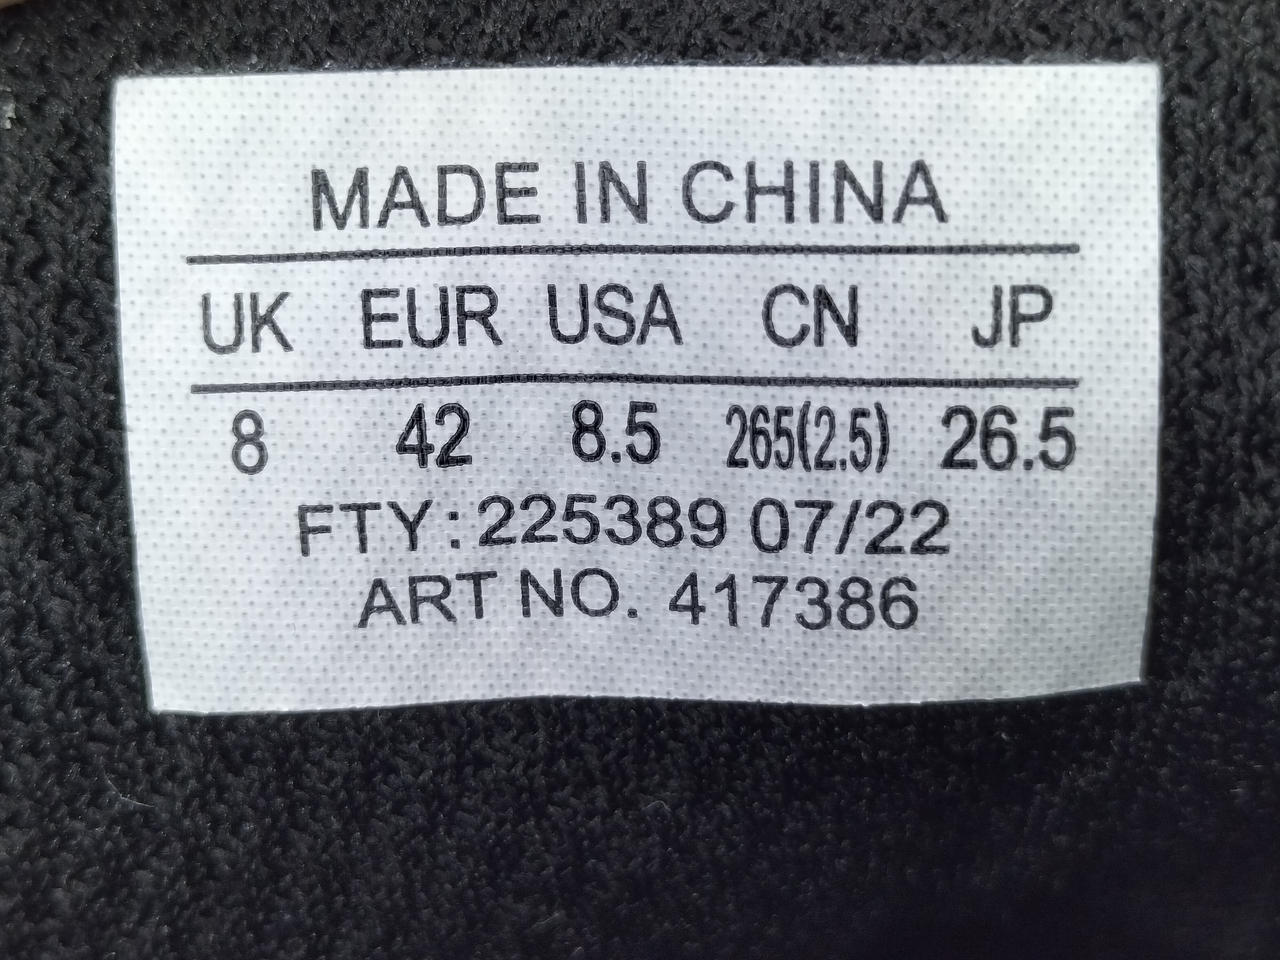 MADE IN CHINA
UK EUR USA CN JP
8 42 8.5 265(2.5) 26.5
FTY: 225389 07/22
ART NO. 417386